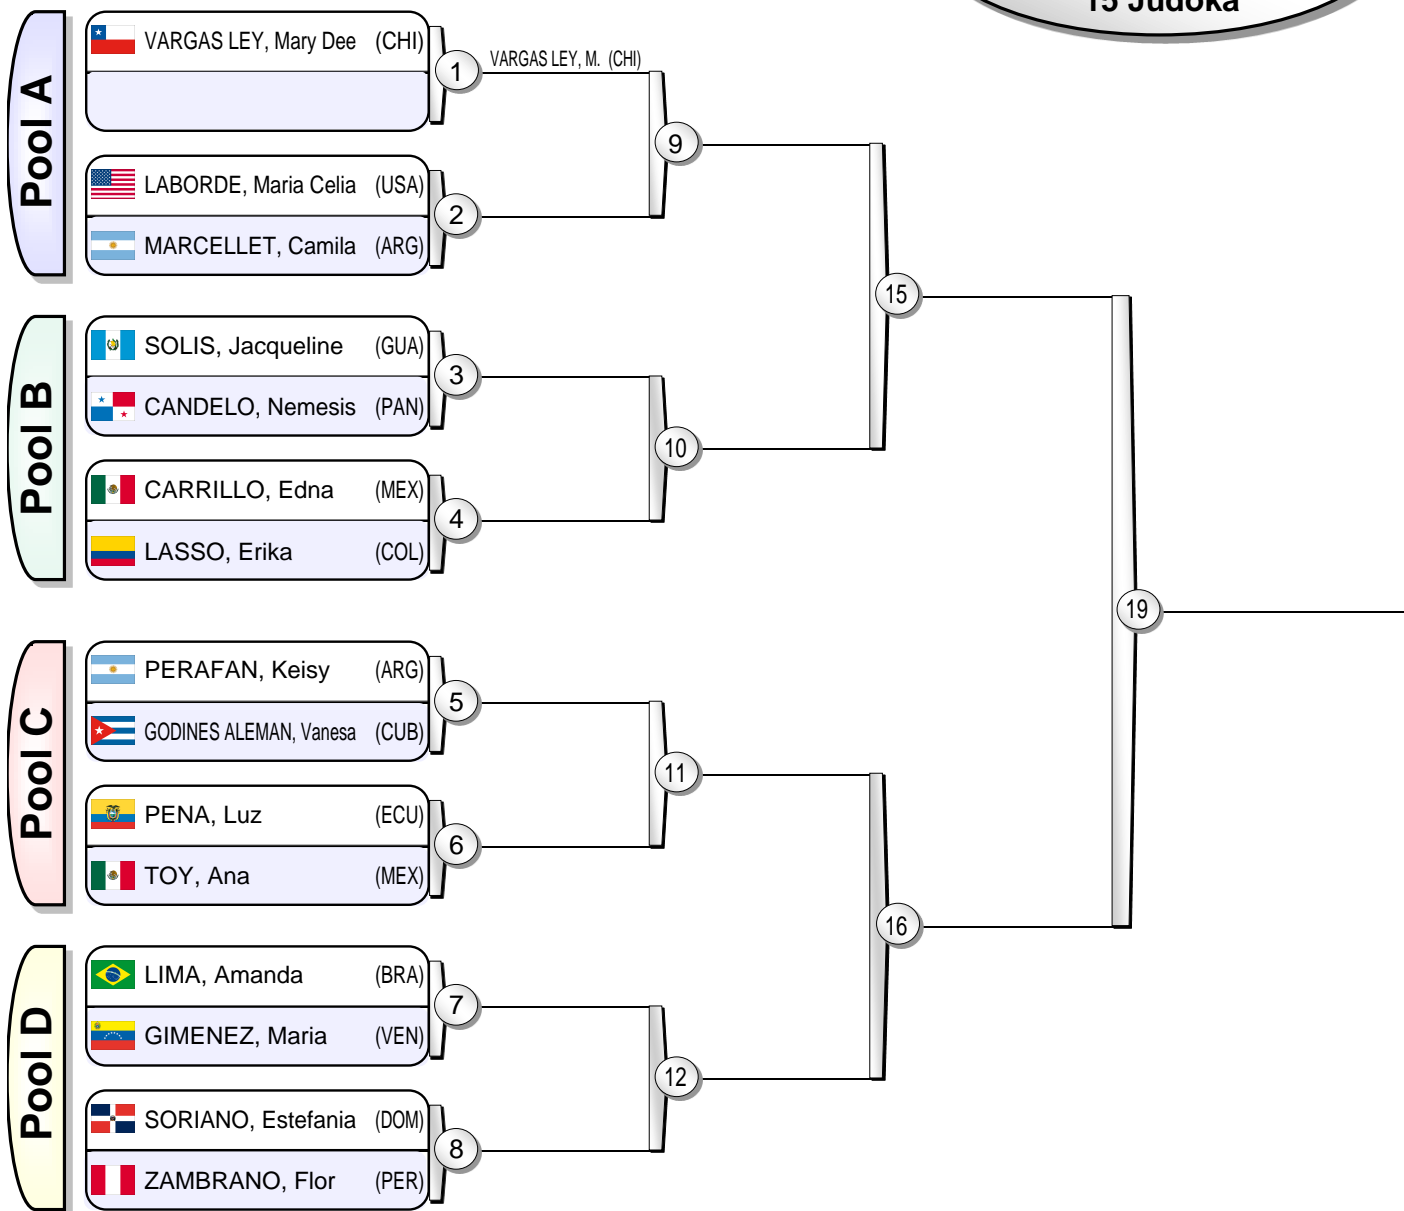 15 Judoka
Pool A
VARGAS LEY, Mary Dee (CHI)
1
VARGAS LEY, M. (CHI)
9
LABORDE, Maria Celia (USA)
2
MARCELLET, Camila (ARG)
15
Pool B
SOLIS, Jacqueline (GUA)
3
CANDELO, Nemesis (PAN)
10
CARRILLO, Edna (MEX)
4
LASSO, Erika (COL)
19
Pool C
PERAFAN, Keisy (ARG)
5
GODINES ALEMAN, Vanesa (CUB)
11
PENA, Luz (ECU)
6
TOY, Ana (MEX)
16
Pool D
LIMA, Amanda (BRA)
7
GIMENEZ, Maria (VEN)
12
SORIANO, Estefania (DOM)
8
ZAMBRANO, Flor (PER)